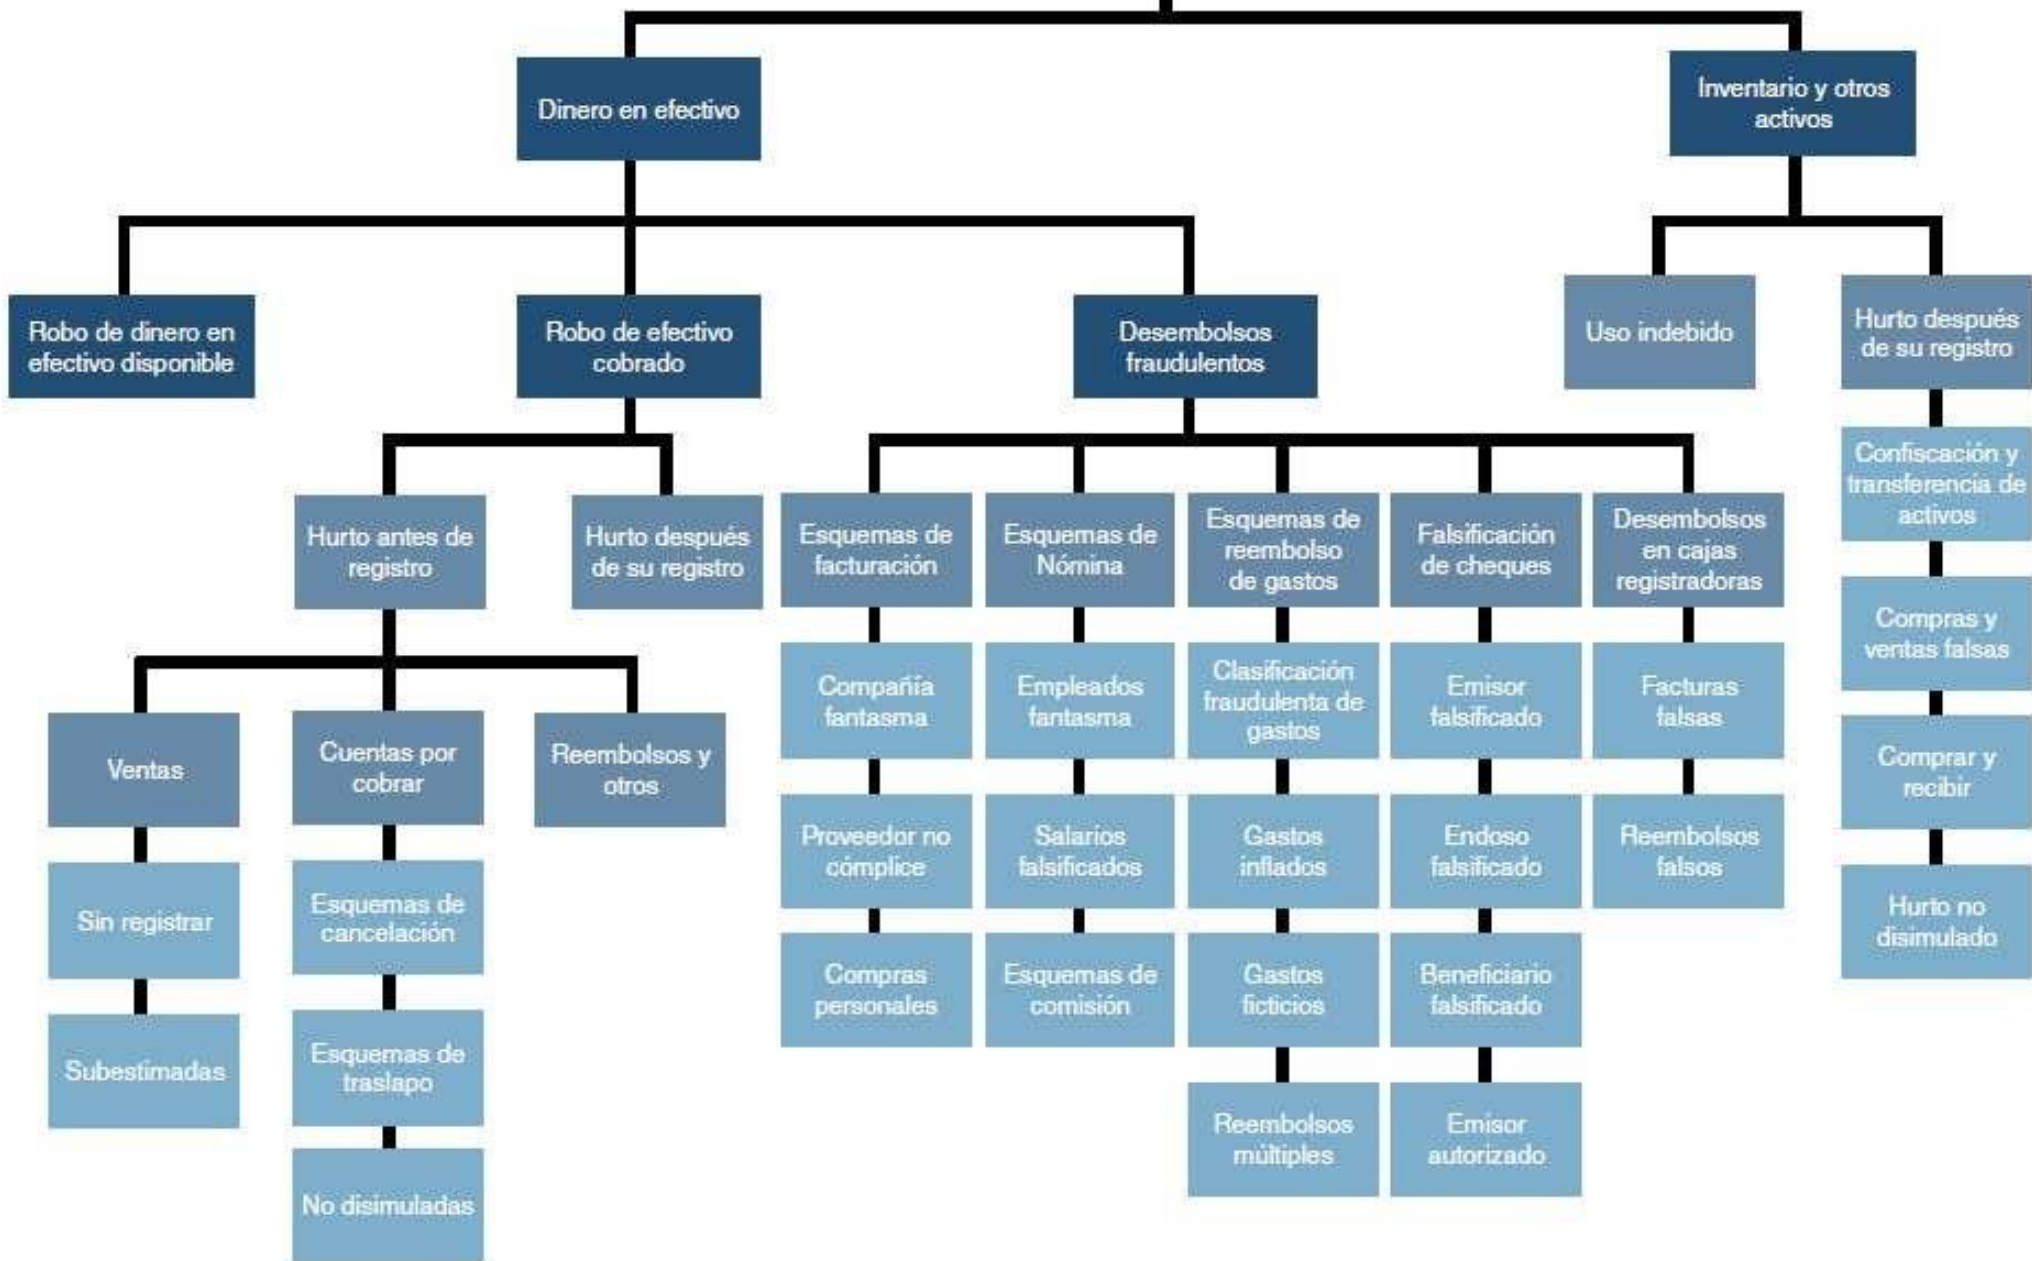 Dinero en efectivo
Inventario y otros
activos
Robo de dinero en
efectivo disponible
Robo de efectivo
cobrado
Desembolsos
fraudulentos
Uso indebido
Hurto después
de su registro
Hurto antes de
registro
Hurto después
de su registro
Esquemas de
facturación
Esquemas de
Nómina
Esquemas de
reembolso
de gastos
Falsificación
de cheques
Desembolsos
en cajas
registradoras
Confiscación y
transferencia de
activos
Compras y
ventas falsas
Comprar y
recibir
Hurto no
disimulado
Ventas
Cuentas por
cobrar
Reembolsos y
otros
Sin registrar
Subestimadas
Esquemas de
cancelación
Esquemas de
traslapo
No disimuladas
Compañía
fantasma
Proveedor no
cómplice
Compras
personales
Empleados
fantasma
Salarios
falsificados
Esquemas de
comisión
Clasificación
fraudulenta de
gastos
Gastos
inflados
Gastos
ficticios
Reembolsos
múltiples
Emisor
falsificado
Endoso
falsificado
Beneficiario
falsificado
Emisor
autorizado
Facturas
falsas
Reembolsos
falsos